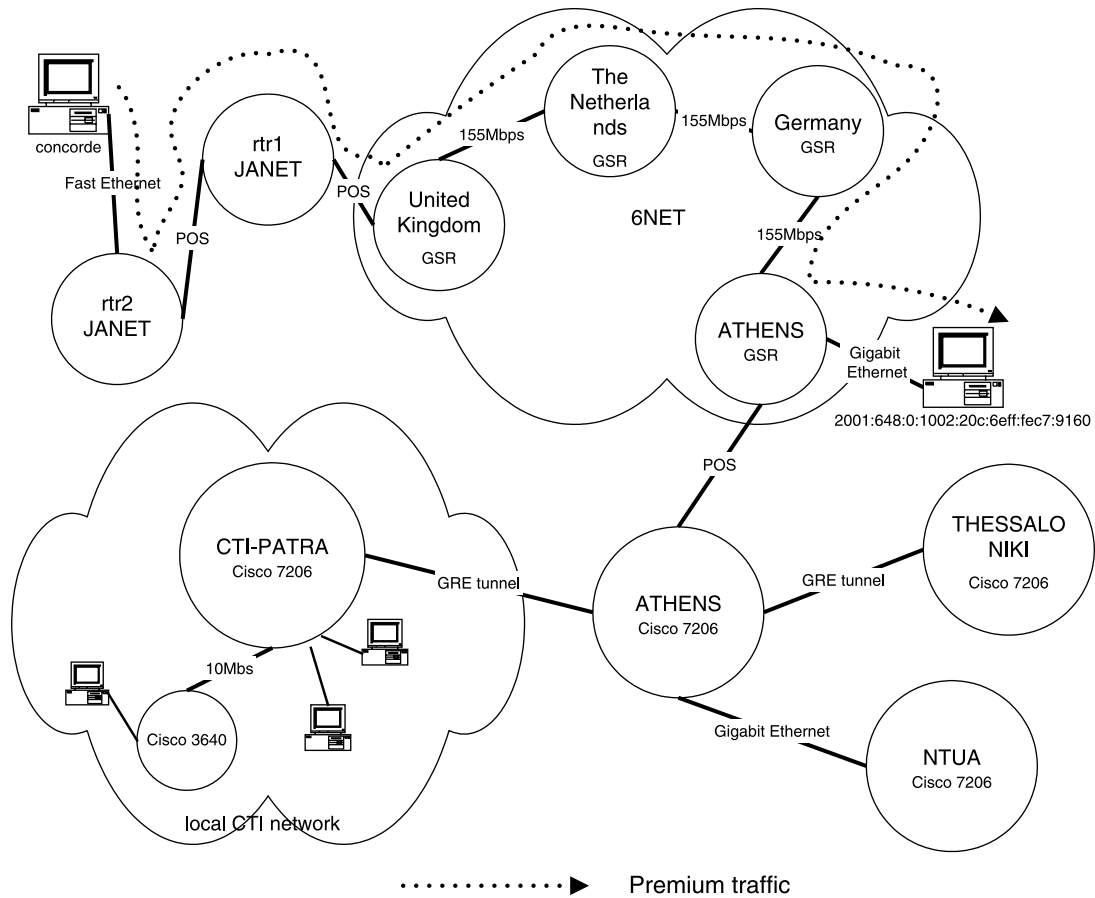 concorde
Fast Ethernet
rtr1
JANET
POS
rtr2
JANET
POS
155Mbps
The
Netherla
nds
GSR
155Mbps
Germany
GSR
United
Kingdom
GSR
6NET
155Mbps
ATHENS
GSR
Gigabit
Ethernet
2001:648:0:1002:20c:6eff:fec7:9160
POS
CTI-PATRA
Cisco 7206
GRE tunnel
ATHENS
Cisco 7206
GRE tunnel
THESSALO
NIKI
Cisco 7206
10Mbs
Cisco 3640
Gigabit Ethernet
NTUA
Cisco 7206
local CTI network
Premium traffic